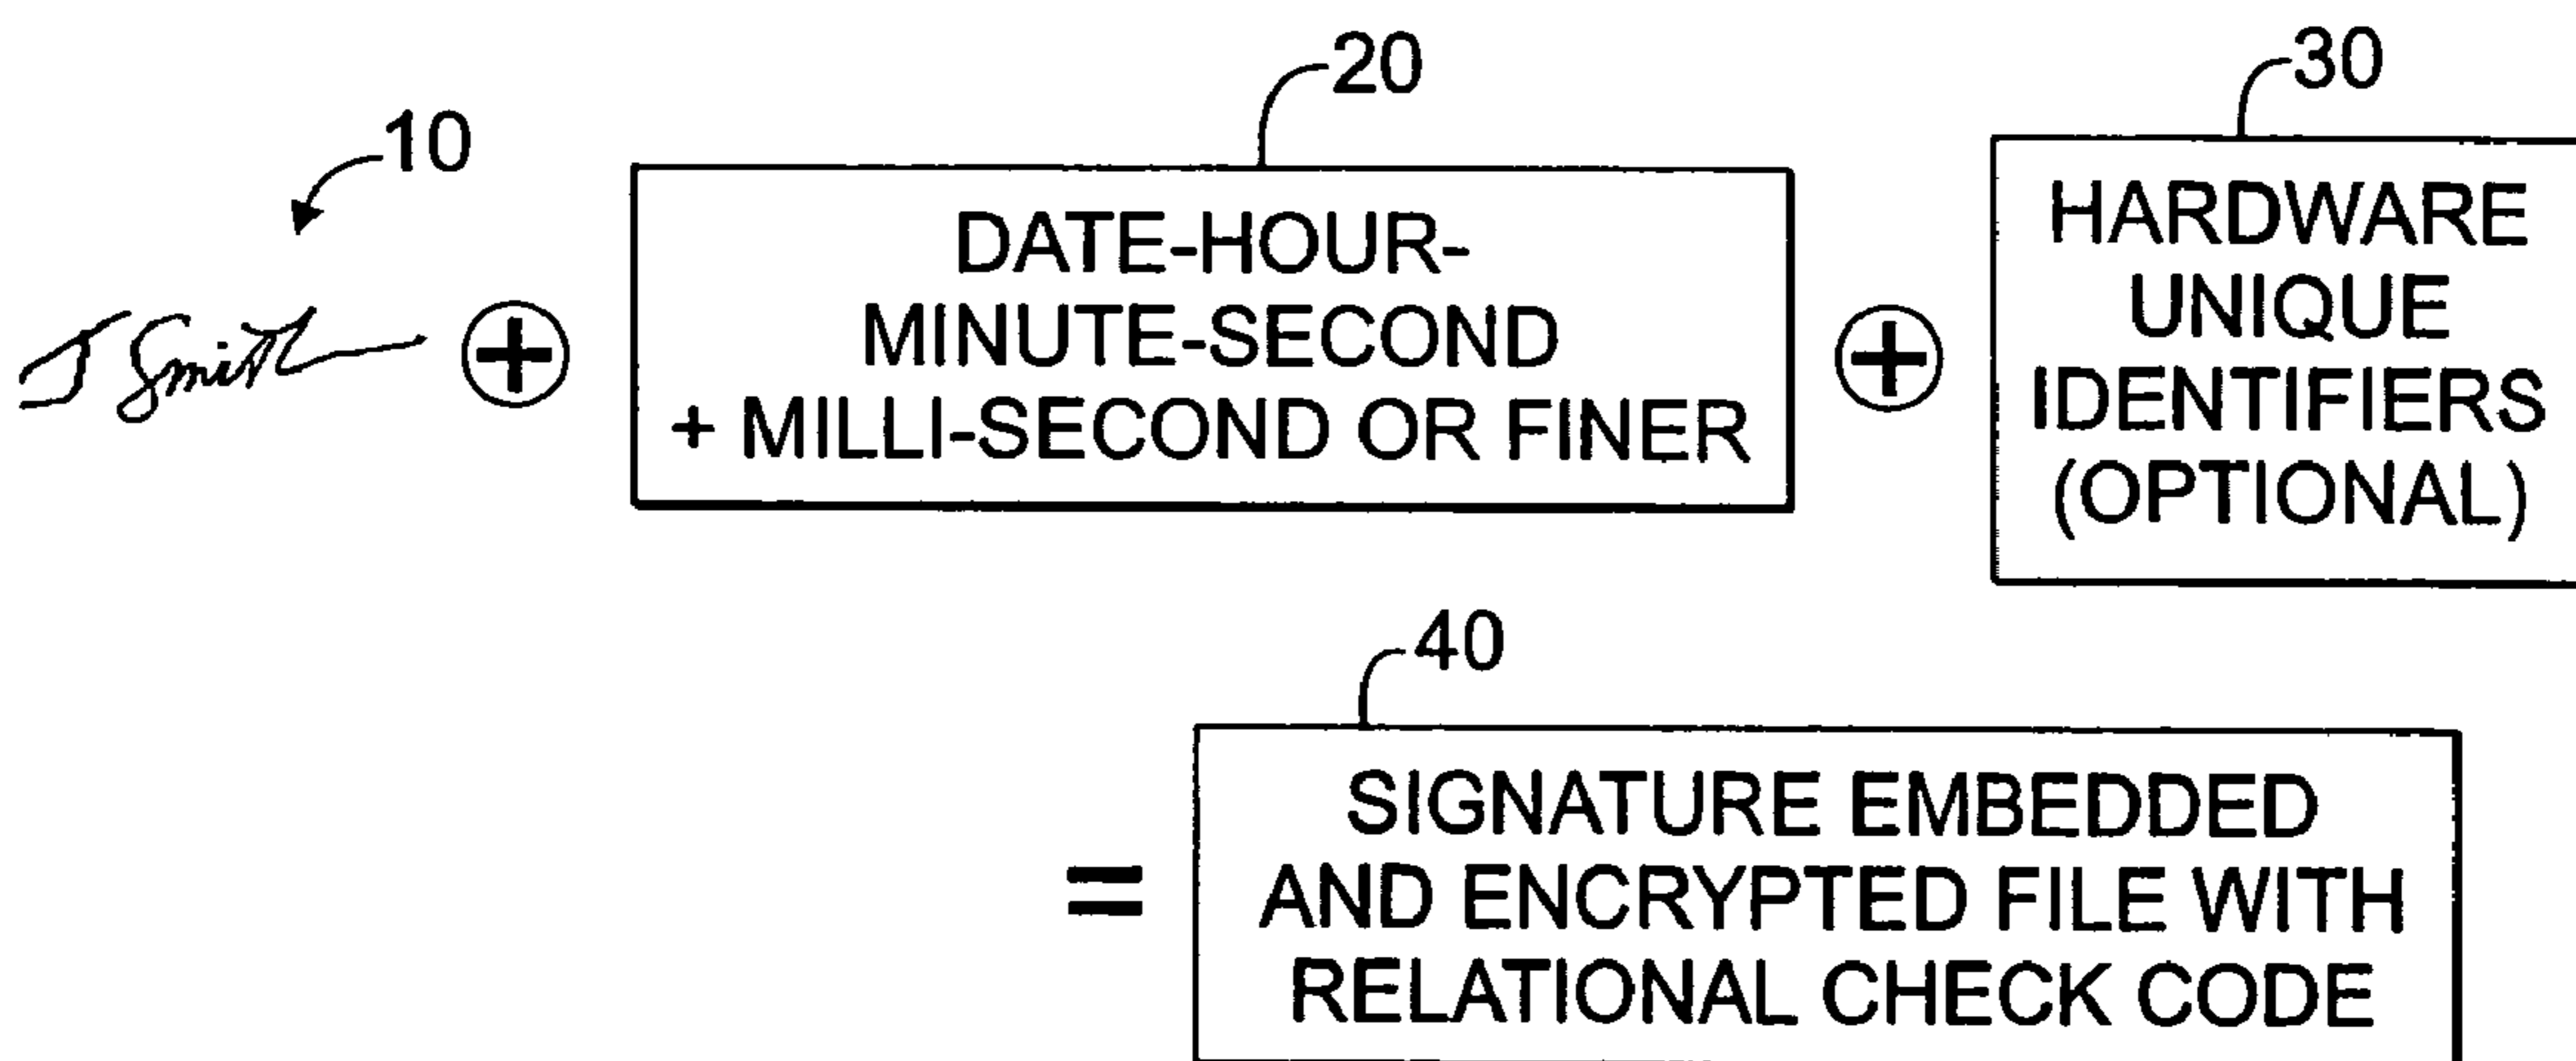 20
30
10
DATE-HOUR-
MINUTE-SECOND
+ MILLI-SECOND OR FINER
HARDWARE
UNIQUE
IDENTIFIERS
(OPTIONAL)
J Smith
+
+
40
=
SIGNATURE EMBEDDED
AND ENCRYPTED FILE WITH
RELATIONAL CHECK CODE